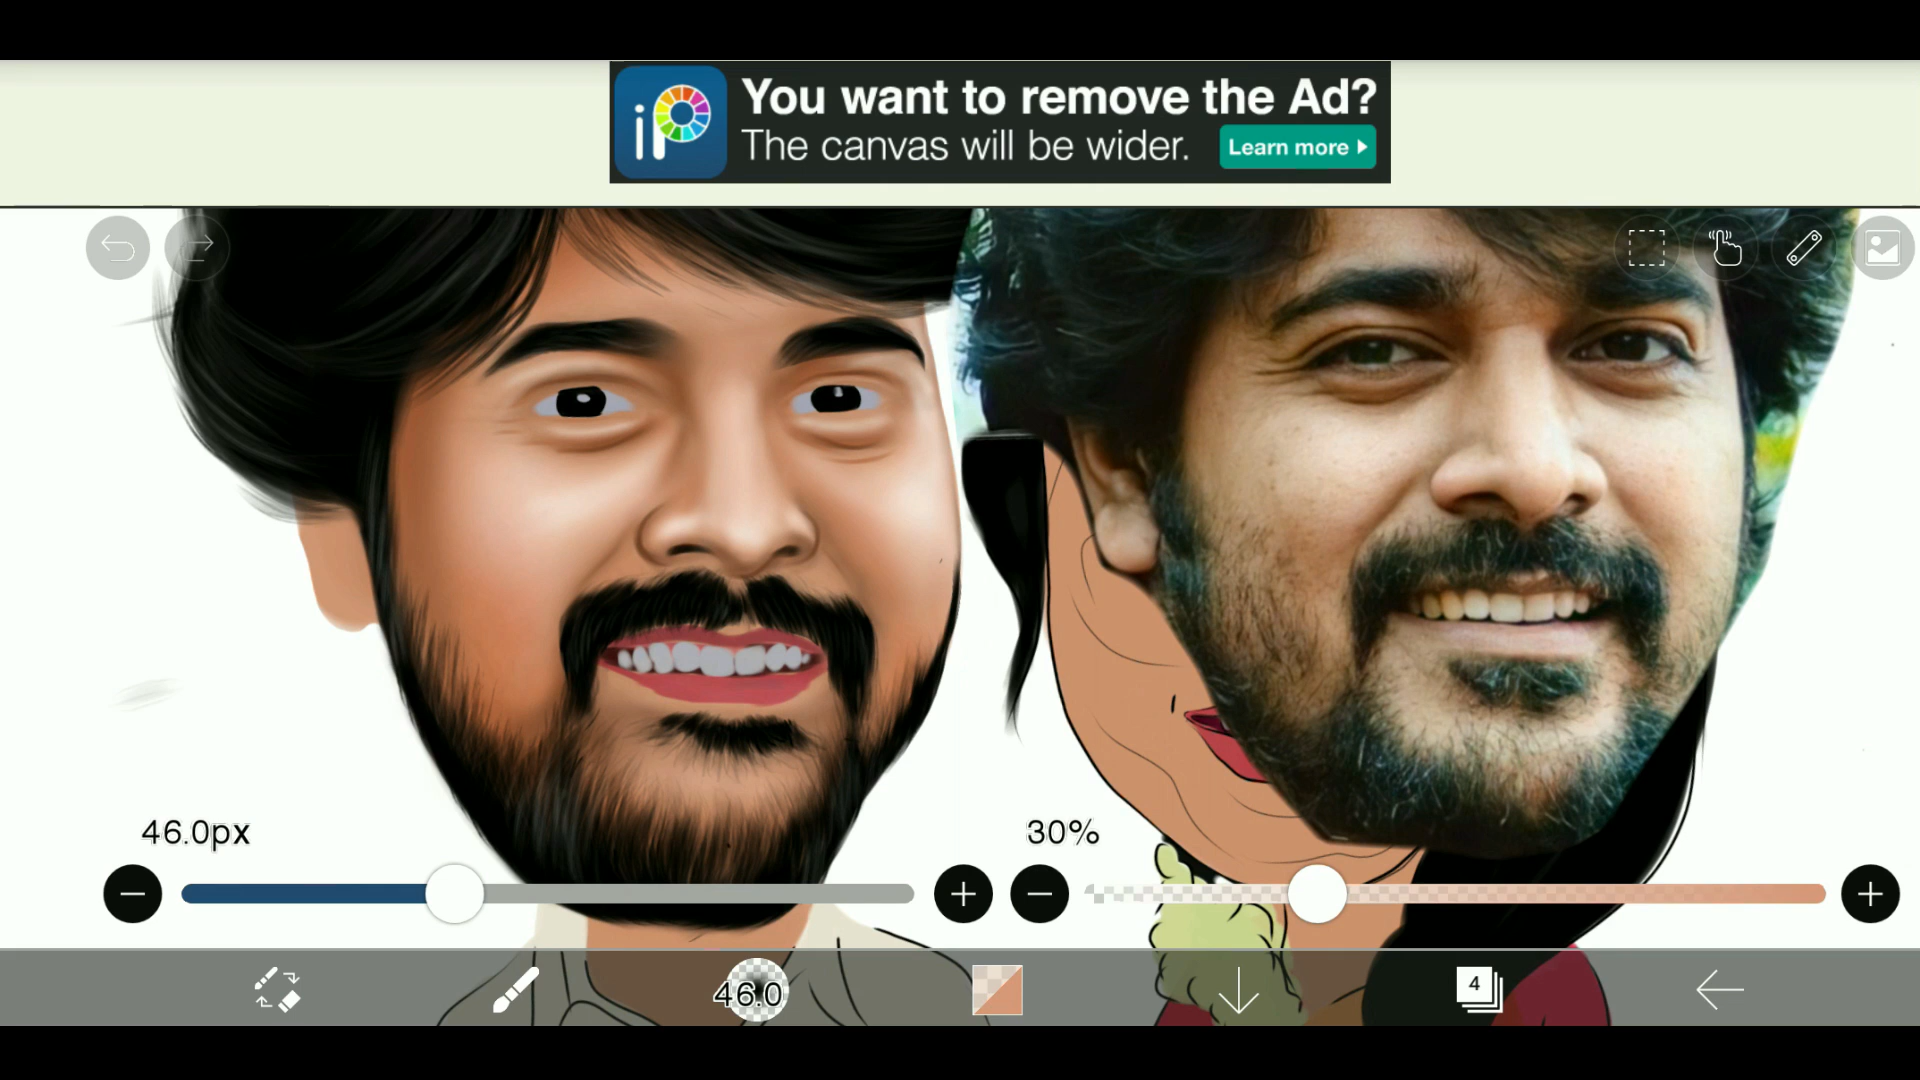 iP
You want to remove the Ad?
The canvas will be wider.
Learn more
46.0px
30%
46.0
4